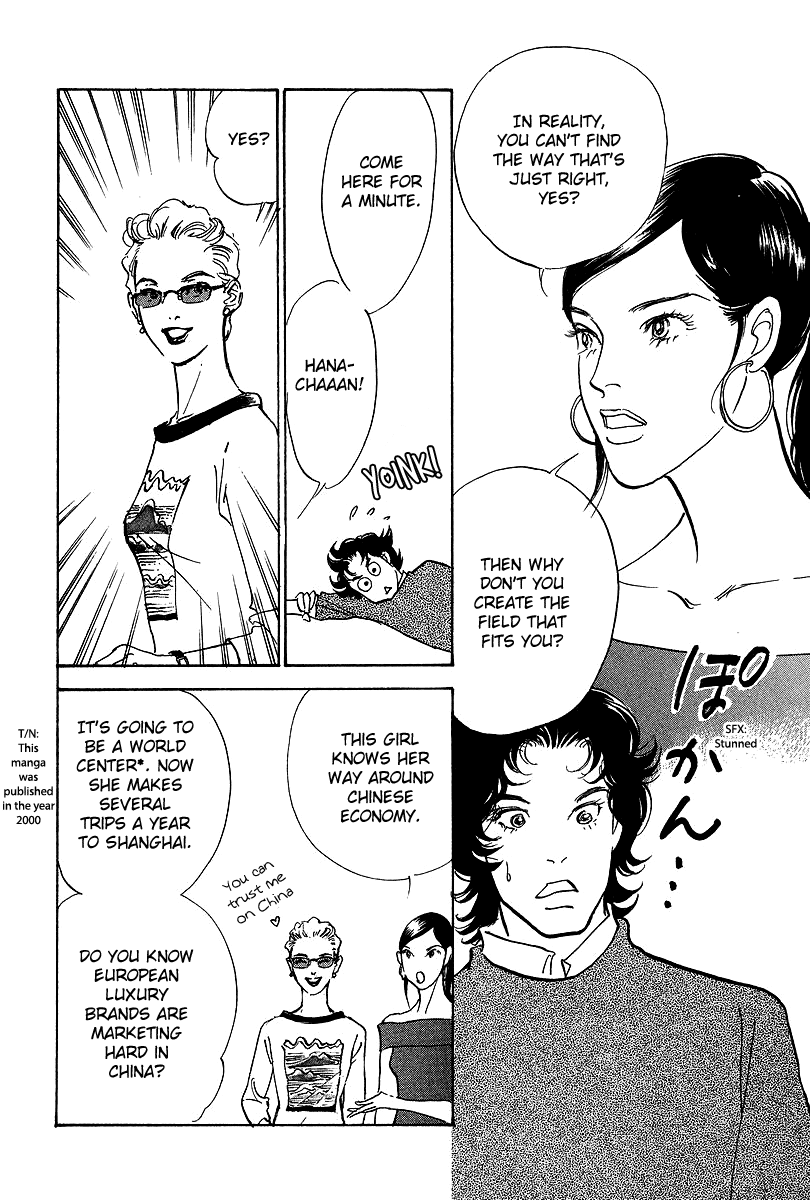 IN REALITY,
YOU CAN'T FIND
THE WAY THAT'S
JUST RIGHT,
YES?
THEN WHY
DON'T YOU
CREATE THE
FIELD THAT
FITS YOU?
ぽかん…
SFX:
Stunned
COME
HERE FOR
A MINUTE.
HANA-
CHAAAN!
YOINK!
YES?
THIS GIRL
KNOWS HER
WAY AROUND
CHINESE
ECONOMY.
IT'S GOING TO
BE A WORLD
CENTER*. NOW
SHE MAKES
SEVERAL
TRIPS A YEAR
TO SHANGHAI.
You can
trust me
on China
♡
DO YOU KNOW
EUROPEAN
LUXURY
BRANDS ARE
MARKETING
HARD IN
CHINA?
T/N:
This
manga
was
published
in the year
2000